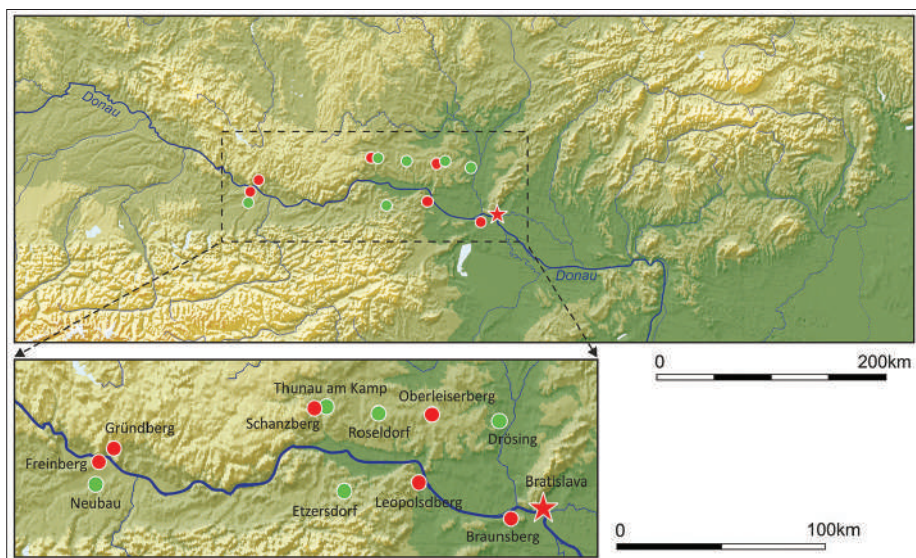 Donau
Donau
0 200km
Thunau am Kamp
Oberleiserberg
Schanzberg
Roseldorf
Drösing
Gründberg
Freinberg
Neubau
Etzersdorf
Leopolsdberg
Bratislava
Braunsberg
0 100km